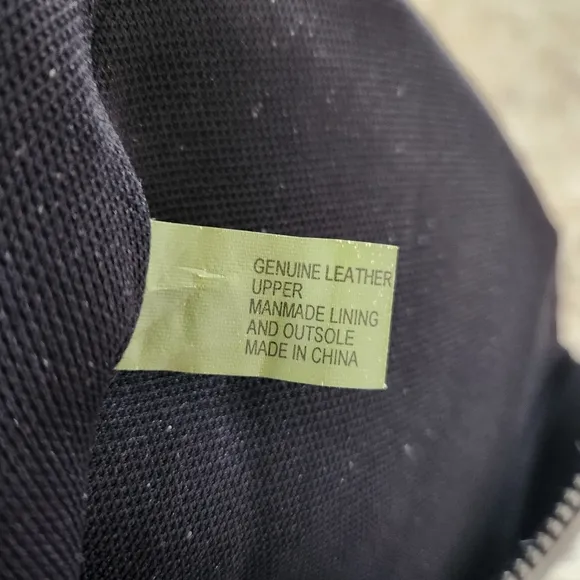 GENUINE LEATHER
UPPER
MANMADE LINING
AND OUTSOLE
MADE IN CHINA